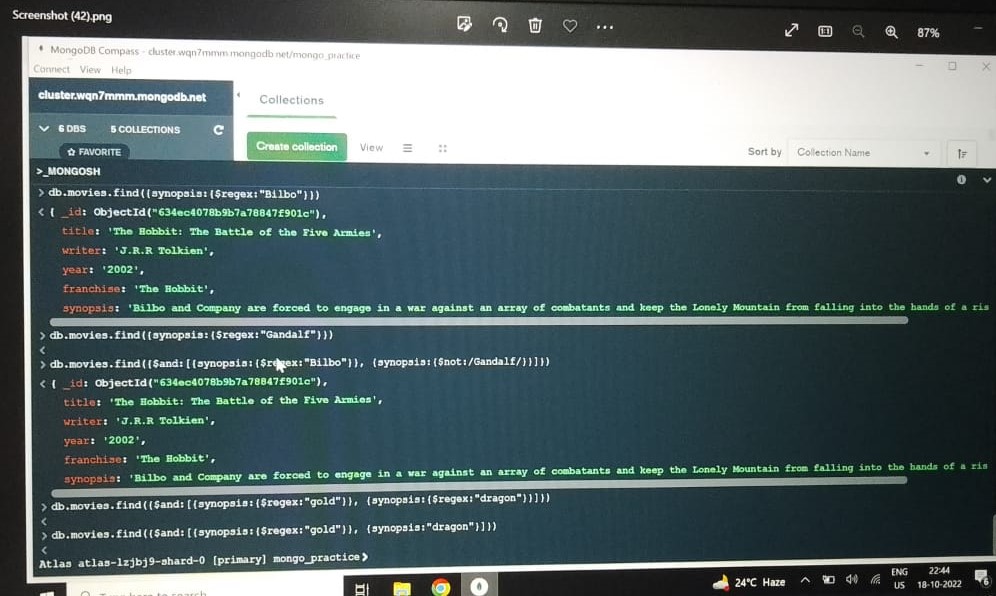 Screenshot (42).png
87%
MongoDB Compass - cluster.wqn7mmm.mongodb.net/mongo_practice
Connect View Help
cluster.wqn7mmm.mongodb.net
Collections
6 DBS 5 COLLECTIONS
FAVORITE
Create collection View
Sort by Collection Name
>_MONGOSH
> db.movies.find({synopsis:{$regex:"Bilbo"}})
< { _id: ObjectId("634ec4078b9b7a78847f901c"),
title: 'The Hobbit: The Battle of the Five Armies',
writer: 'J.R.R Tolkien',
year: '2002',
franchise: 'The Hobbit',
synopsis: 'Bilbo and Company are forced to engage in a war against an array of combatants and keep the Lonely Mountain from falling into the hands of a ris
> db.movies.find({synopsis:{$regex:"Gandalf"}})
<
> db.movies.find({$and:[{synopsis:{$regex:"Bilbo"}}, {synopsis:{$not:/Gandalf/}}]})
< { _id: ObjectId("634ec4078b9b7a78847f901c"),
title: 'The Hobbit: The Battle of the Five Armies',
writer: 'J.R.R Tolkien',
year: '2002',
franchise: 'The Hobbit',
synopsis: 'Bilbo and Company are forced to engage in a war against an array of combatants and keep the Lonely Mountain from falling into the hands of a ris
> db.movies.find({$and:[{synopsis:{$regex:"gold"}}, {synopsis:{$regex:"dragon"}}]})
<
> db.movies.find({$and:[{synopsis:{$regex:"gold"}}, {synopsis:"dragon"}]})
<
Atlas atlas-lzjbj9-shard-0 [primary] mongo_practice>
Type here to search
24°C Haze
ENG
US
22:44
18-10-2022
6